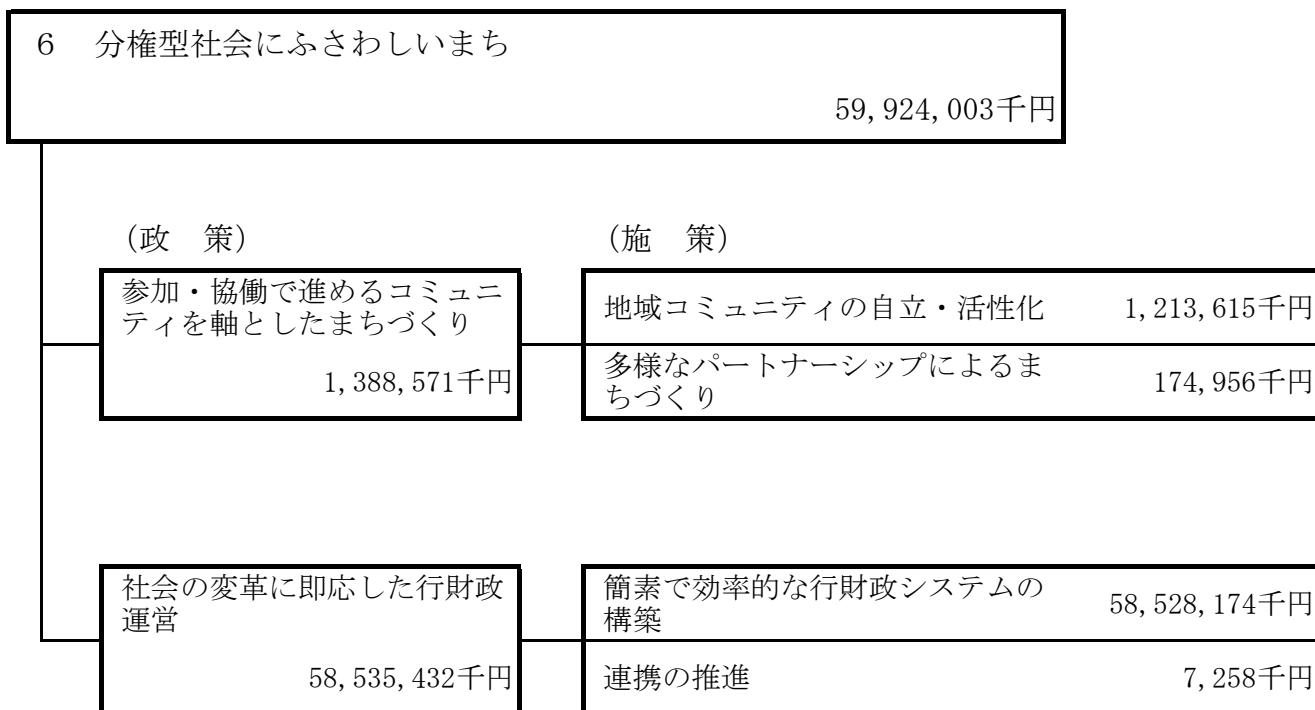 ６　分権型社会にふさわしいまち
59,924,003千円
（政　策）
（施　策）
参加・協働で進めるコミュニ
ティを軸としたまちづくり
1,388,571千円
地域コミュニティの自立・活性化　1,213,615千円
多様なパートナーシップによるま
ちづくり
174,956千円
社会の変革に即応した行財政
運営
58,535,432千円
簡素で効率的な行財政システムの
構築
58,528,174千円
連携の推進　7,258千円